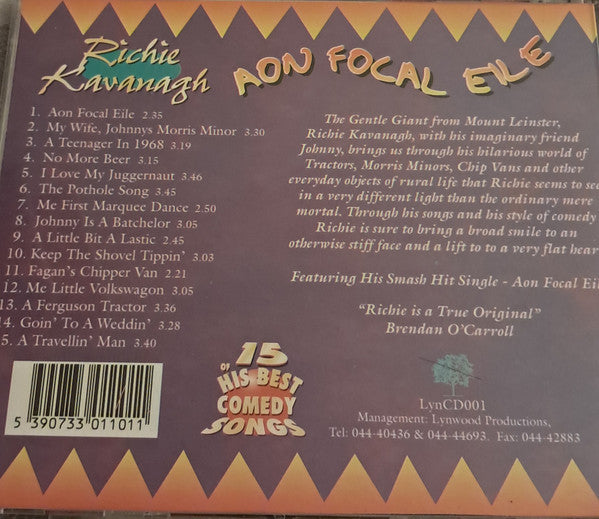 Richie
Kavanagh
AON FOCAL EILE
1. Aon Focal Eile 2.35
2. My Wife, Johnnys Morris Minor 3.30
3. A Teenager In 1968 3.19
4. No More Beer 3.15
5. I Love My Juggernaut 3.46
6. The Pothole Song 3.45
7. Me First Marquee Dance 2.50
8. Johnny Is A Batchelor 3.05
9. A Little Bit A Lastic 2.45
10. Keep The Shovel Tippin' 3.03
11. Fagan's Chipper Van 2.21
12. Me Little Volkswagon 3.05
13. A Ferguson Tractor 3.36
14. Goin' To A Weddin' 3.28
5. A Travellin' Man 3.40
The Gentle Giant from Mount Leinster,
Richie Kavanagh, with his imaginary friend
Johnny, brings us through his hilarious world of
Tractors, Morris Minors, Chip Vans and other
everyday objects of rural life that Richie seems to see
in a very different light than the ordinary mere
mortal. Through his songs and his style of comedy
Richie is sure to bring a broad smile to an
otherwise stiff face and a lift to to a very flat hear
Featuring His Smash Hit Single - Aon Focal Eil
"Richie is a True Original"
Brendan O'Carroll
15
OF
HIS BEST
COMEDY
SONGS
5 390733 011011
LynCD001
Management: Lynwood Productions,
Tel: 044-40436 & 044-44693. Fax: 044-42883